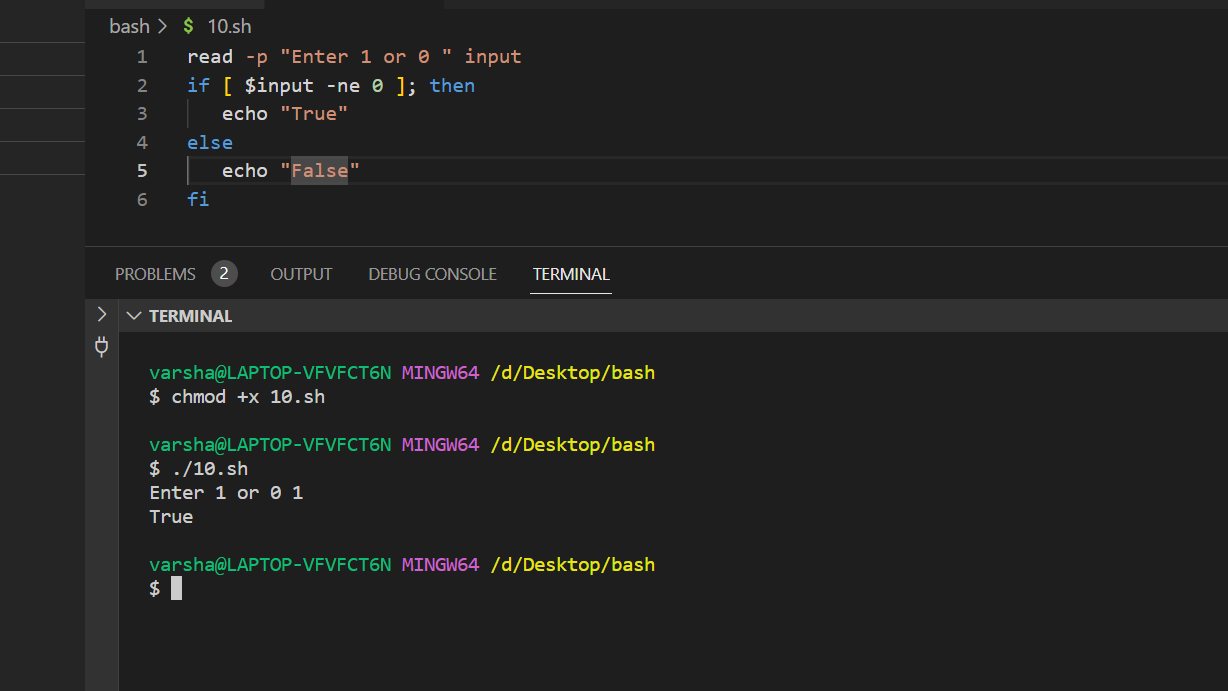 bash > $ 10.sh
1 read -p "Enter 1 or 0 " input
2 if [ $input -ne 0 ]; then
3 echo "True"
4 else
5 echo "False"
6 fi
PROBLEMS 2 OUTPUT DEBUG CONSOLE TERMINAL
TERMINAL
varsha@LAPTOP-VFVFCT6N MINGW64 /d/Desktop/bash
$ chmod +x 10.sh
varsha@LAPTOP-VFVFCT6N MINGW64 /d/Desktop/bash
$ ./10.sh
Enter 1 or 0 1
True
varsha@LAPTOP-VFVFCT6N MINGW64 /d/Desktop/bash
$